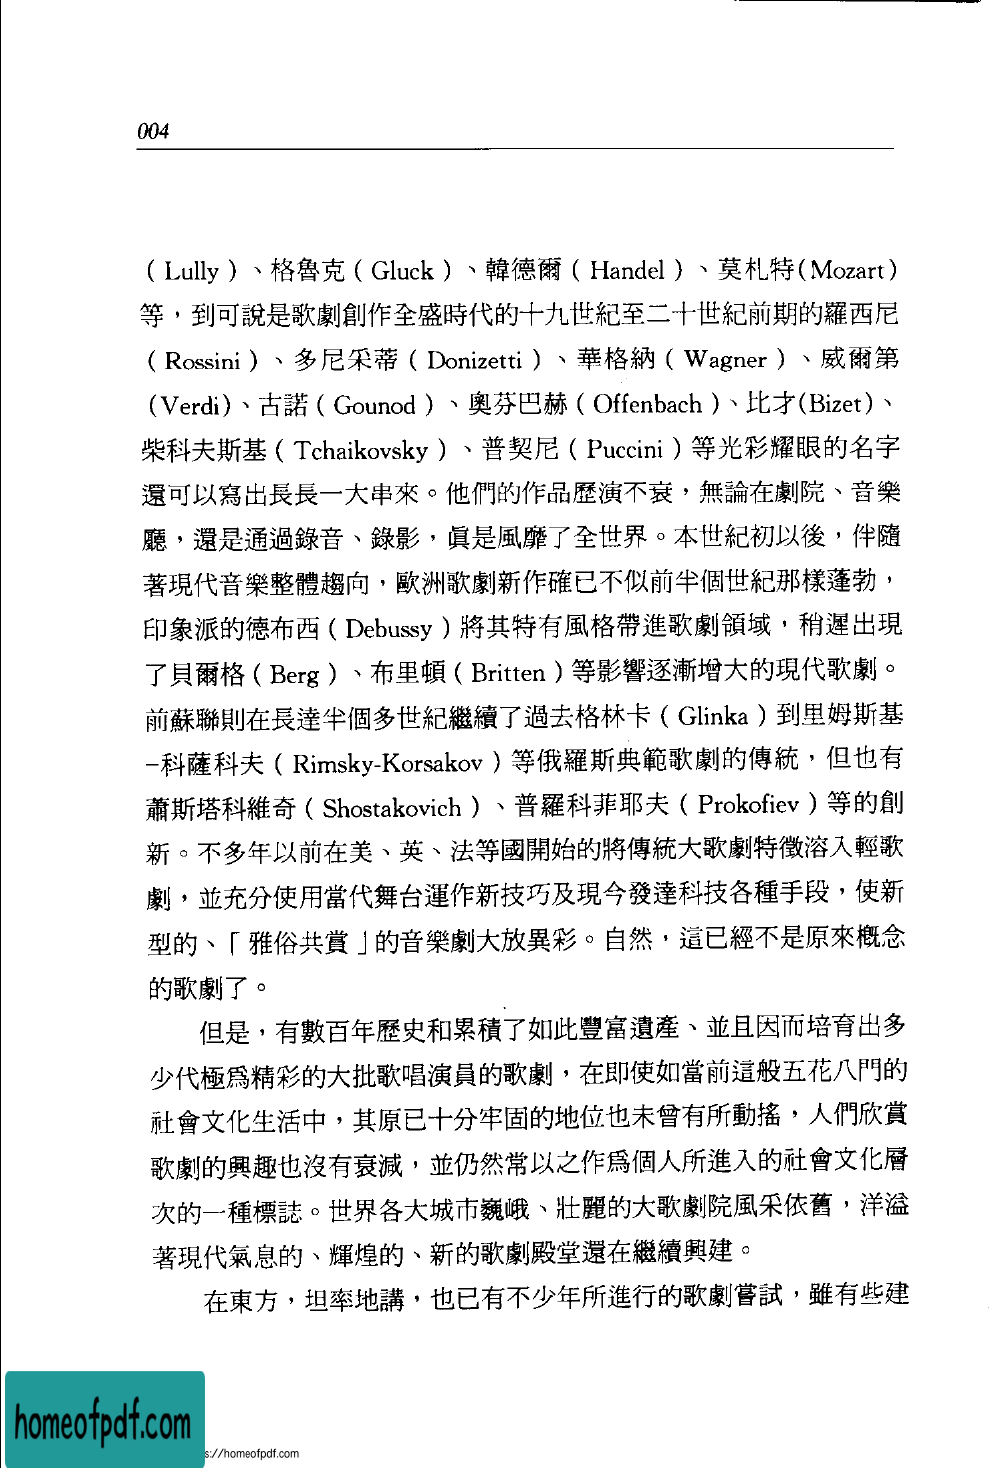 004
（Lully）、格魯克（Gluck）、韓德爾（Handel）、莫札特(Mozart)
等，到可說是歌劇創作全盛時代的十九世紀至二十世紀前期的羅西尼
（Rossini）、多尼采蒂（Donizetti）、華格納（Wagner）、威爾第
(Verdi)、古諾（Gounod）、奧芬巴赫（Offenbach）、比才(Bizet)、
柴科夫斯基（Tchaikovsky）、普契尼（Puccini）等光彩耀眼的名字
還可以寫出長長一大串來。他們的作品歷演不衰，無論在劇院、音樂
廳，還是通過錄音、錄影，眞是風靡了全世界。本世紀初以後，伴隨
著現代音樂整體趨向，歐洲歌劇新作確已不似前半個世紀那樣蓬勃，
印象派的德布西（Debussy）將其特有風格帶進歌劇領域，稍遲出現
了貝爾格（Berg）、布里頓（Britten）等影響逐漸增大的現代歌劇。
前蘇聯則在長達半個多世紀繼續了過去格林卡（Glinka）到里姆斯基
-科薩科夫（Rimsky-Korsakov）等俄羅斯典範歌劇的傳統，但也有
蕭斯塔科維奇（Shostakovich）、普羅科菲耶夫（Prokofiev）等的創
新。不多年以前在美、英、法等國開始的將傳統大歌劇特徵溶入輕歌
劇，並充分使用當代舞台運作新技巧及現今發達科技各種手段，使新
型的、「雅俗共賞」的音樂劇大放異彩。自然，這已經不是原來概念
的歌劇了。
但是，有數百年歷史和累積了如此豐富遺產、並且因而培育出多
少代極爲精彩的大批歌唱演員的歌劇，在即使如當前這般五花八門的
社會文化生活中，其原已十分牢固的地位也未曾有所動搖，人們欣賞
歌劇的興趣也沒有衰減，並仍然常以之作爲個人所進入的社會文化層
次的一種標誌。世界各大城市巍峨、壯麗的大歌劇院風采依舊，洋溢
著現代氣息的、輝煌的、新的歌劇殿堂還在繼續興建。
在東方，坦率地講，也已有不少年所進行的歌劇嘗試，雖有些建
homeofpdf.com
s://homeofpdf.com